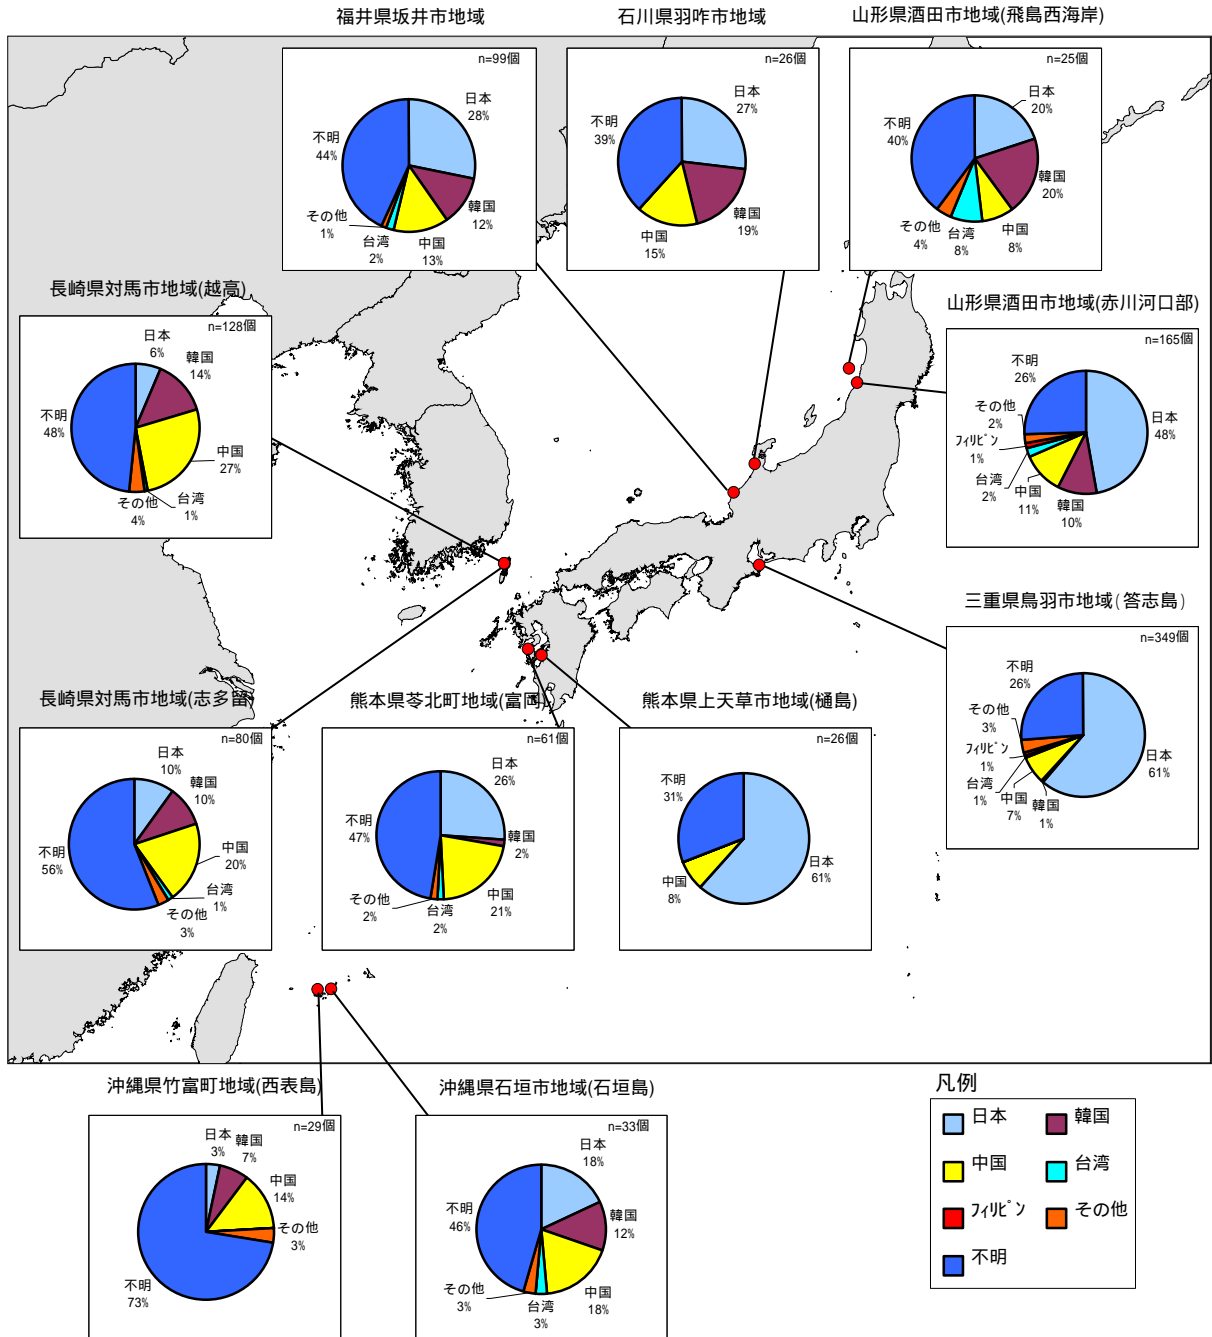 福井県坂井市地域
n=99個
日本
28%
韓国
12%
中国
13%
台湾
2%
その他
1%
不明
44%
石川県羽咋市地域
n=26個
日本
27%
韓国
19%
中国
15%
不明
39%
山形県酒田市地域(飛島西海岸)
n=25個
日本
20%
韓国
20%
中国
8%
台湾
8%
その他
4%
不明
40%
長崎県対馬市地域(越高)
n=128個
日本
6%
韓国
14%
中国
27%
台湾
1%
その他
4%
不明
48%
山形県酒田市地域(赤川河口部)
n=165個
日本
48%
韓国
10%
中国
11%
台湾
2%
フィリピン
1%
その他
2%
不明
26%
三重県鳥羽市地域(答志島)
n=349個
日本
61%
韓国
1%
中国
7%
台湾
1%
フィリピン
1%
その他
3%
不明
26%
長崎県対馬市地域(志多留)
n=80個
日本
10%
韓国
10%
中国
20%
台湾
1%
その他
3%
不明
56%
熊本県苓北町地域(富岡)
n=61個
日本
26%
韓国
2%
中国
21%
台湾
2%
その他
2%
不明
47%
熊本県上天草市地域(樋島)
n=26個
日本
61%
中国
8%
不明
31%
沖縄県竹富町地域(西表島)
n=29個
日本
3%
韓国
7%
中国
14%
その他
3%
不明
73%
沖縄県石垣市地域(石垣島)
n=33個
日本
18%
韓国
12%
中国
18%
台湾
3%
その他
3%
不明
46%
凡例
日本
韓国
中国
台湾
フィリピン
その他
不明